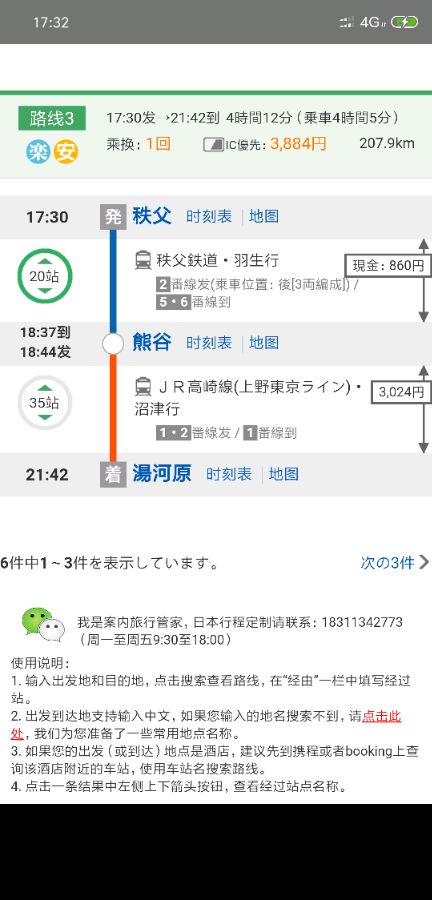 17:32
4G
路线3
17:30发 →21:42到 4時間12分(乗車4時間5分)
楽 安
乗換: 1回 IC優先: 3,884円 207.9km
17:30 発 秩父 时刻表 地图
20站
秩父鉄道・羽生行
2番線发(乗車位置: 後[3両編成]) /
5・6番線到
現金: 860円
18:37到
18:44发
熊谷 时刻表 地图
35站
ＪＲ高崎線(上野東京ライン)・
沼津行
1・2番線发 / 1番線到
3,024円
21:42 着 湯河原 时刻表 地图
6件中1～3件を表示しています。
次の3件
我是案内旅行管家，日本行程定制请联系: 18311342773
(周一至周五9:30至18:00)
使用说明:
1. 输入出发地和目的地，点击搜索查看路线，在“经由”一栏中填写经过
站。
2. 出发到达地支持输入中文，如果您输入的地名搜索不到，请点击此
处，我们为您准备了一些常用地点名称。
3. 如果您的出发(或到达)地点是酒店，建议先到携程或者booking上查
询该酒店附近的车站，使用车站名搜索路线。
4. 点击一条结果中左侧上下箭头按钮，查看经过站点名称。